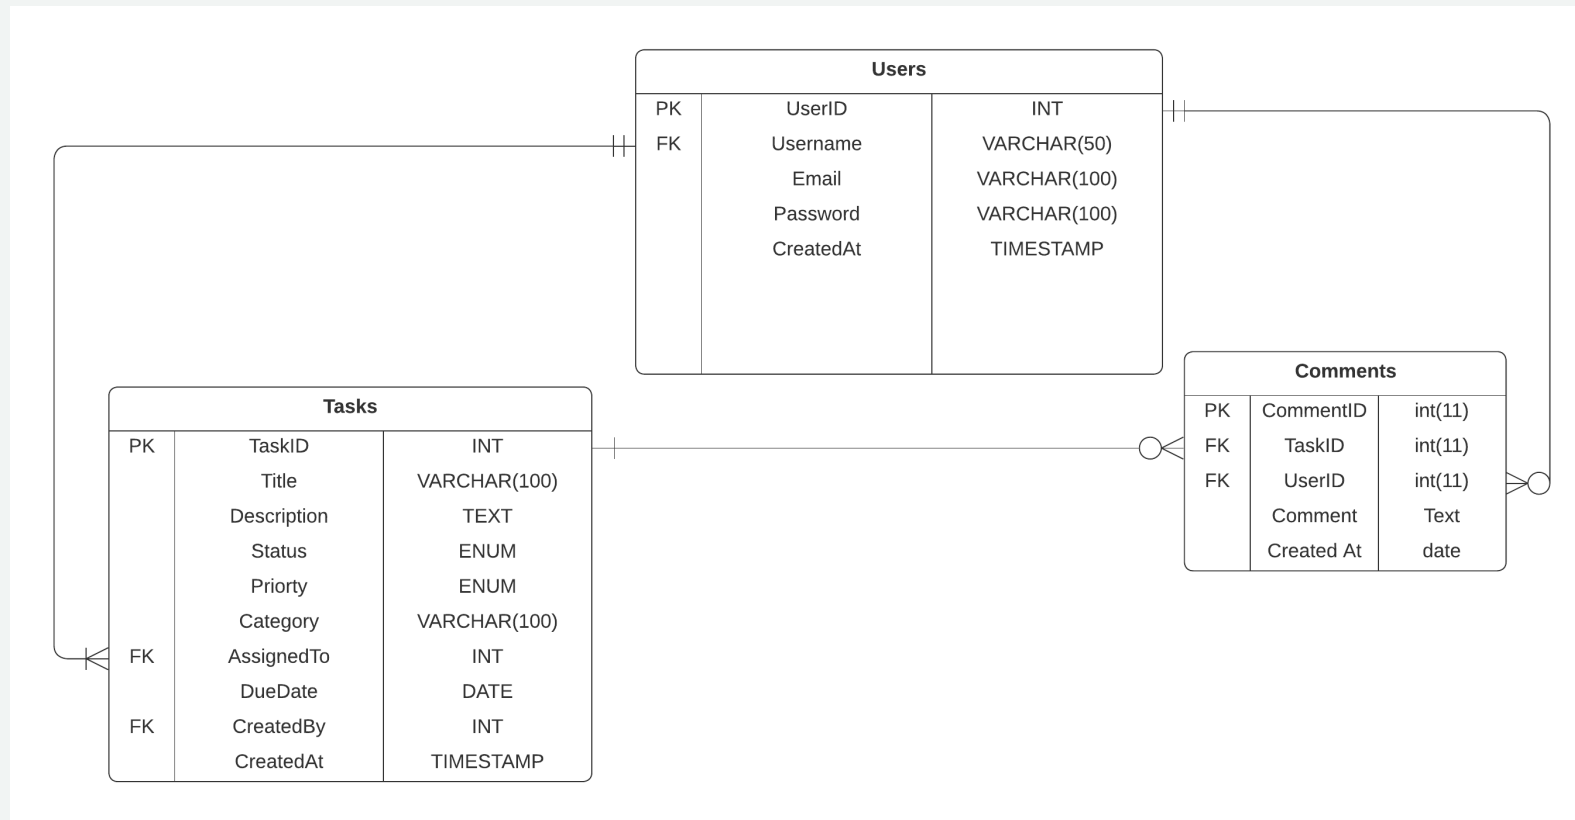 Users
PK UserID INT
FK Username VARCHAR(50)
Email VARCHAR(100)
Password VARCHAR(100)
CreatedAt TIMESTAMP
Comments
PK CommentID int(11)
FK TaskID int(11)
FK UserID int(11)
Comment Text
Created At date
Tasks
PK TaskID INT
Title VARCHAR(100)
Description TEXT
Status ENUM
Priorty ENUM
Category VARCHAR(100)
FK AssignedTo INT
DueDate DATE
FK CreatedBy INT
CreatedAt TIMESTAMP